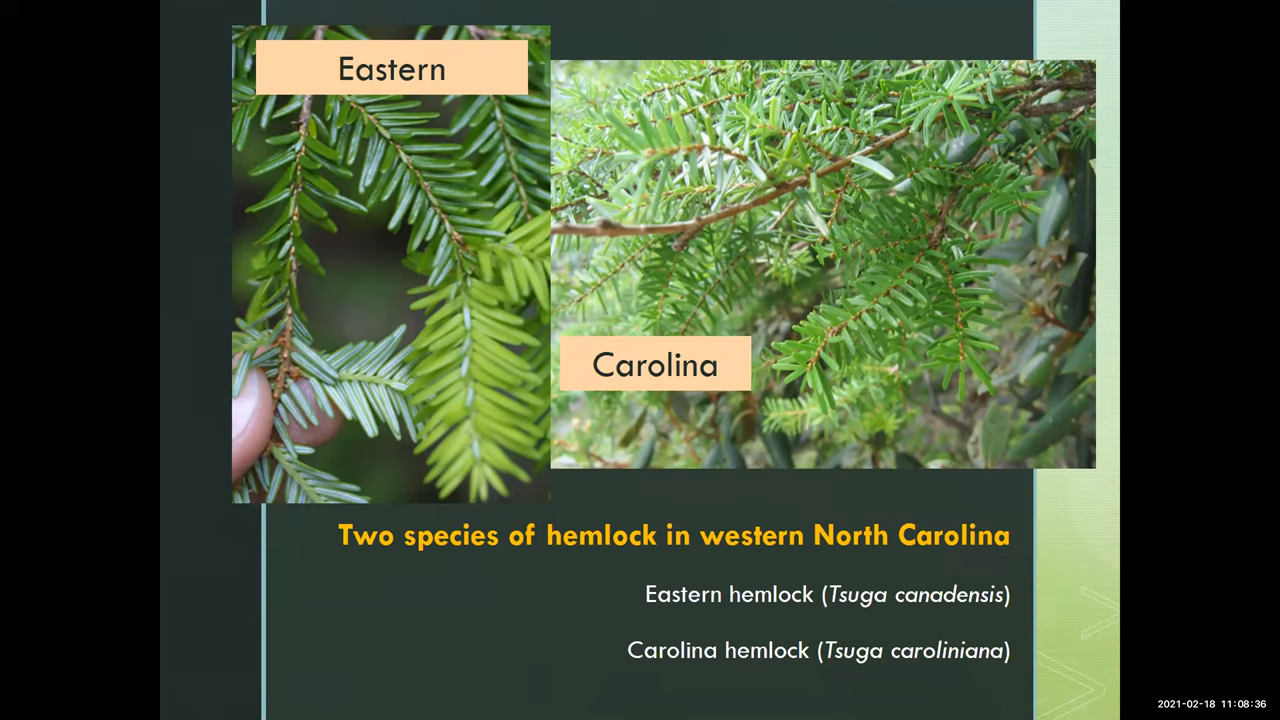 Eastern
Carolina
Two species of hemlock in western North Carolina
Eastern hemlock (Tsuga canadensis)
Carolina hemlock (Tsuga caroliniana)
2021-02-18 11:08:36